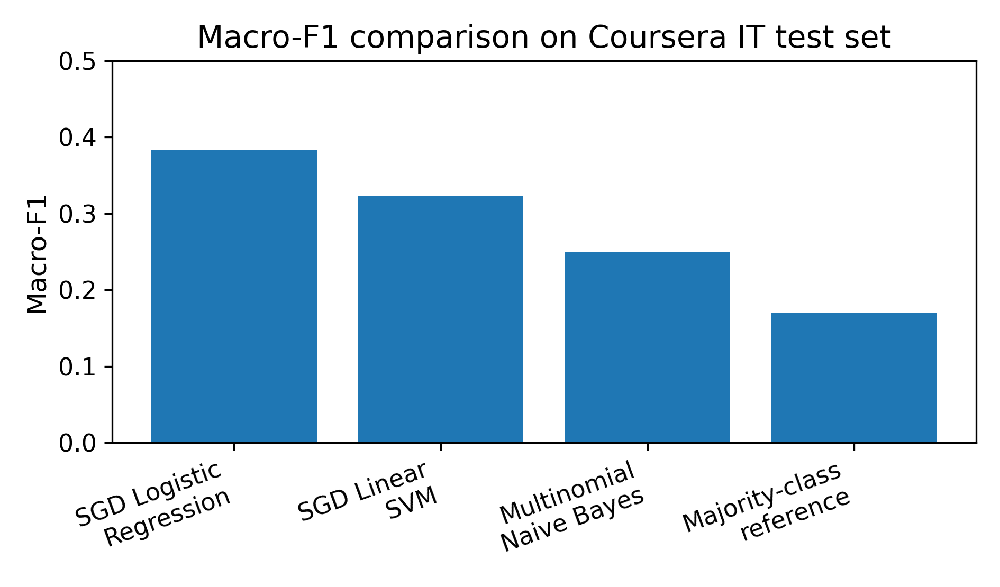 Macro-F1 comparison on Coursera IT test set
Macro-F1
0.5
0.4
0.3
0.2
0.1
0.0
SGD Logistic
Regression
SGD Linear
SVM
Multinomial
Naive Bayes
Majority-class
reference